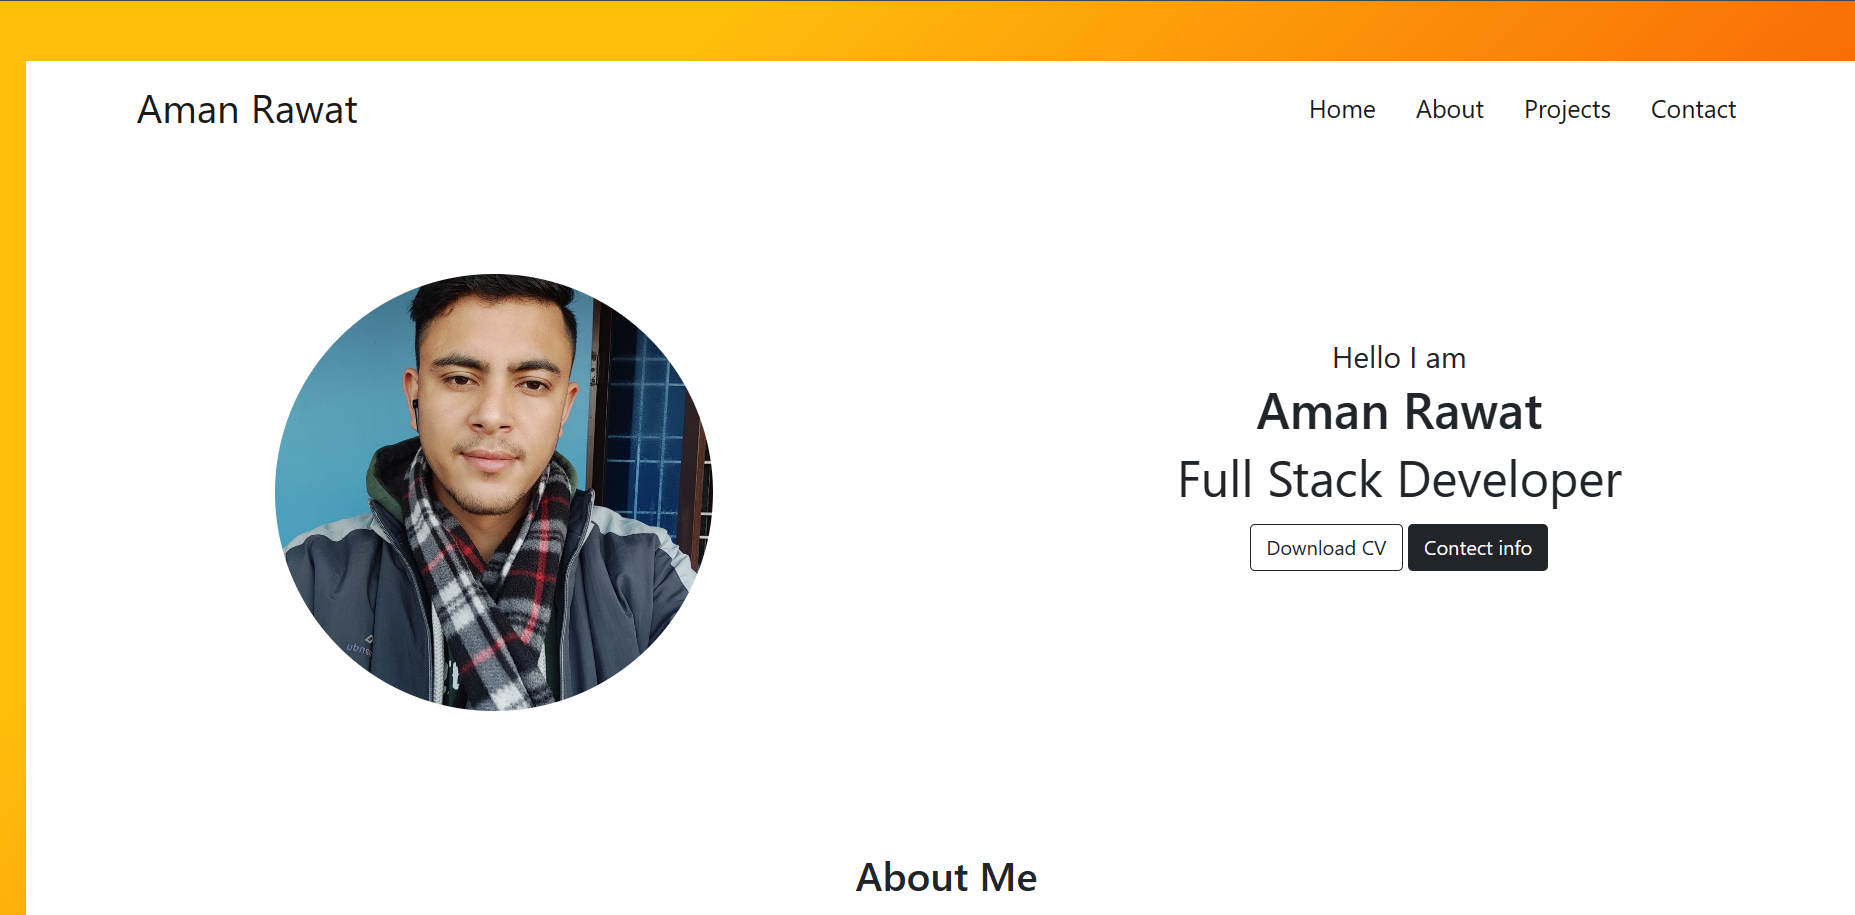 Aman Rawat
Home About Projects Contact
Hello I am
Aman Rawat
Full Stack Developer
Download CV Contect info
About Me